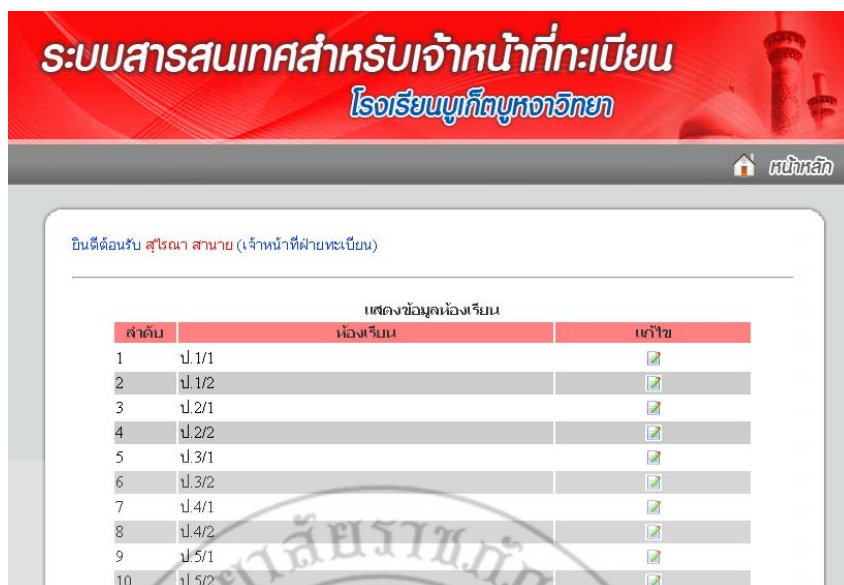 ระบบสารสนเทศสำหรับเจ้าหน้าที่ทะเบียน
โรงเรียนบูเก็ตบูหงาวิทยา
หน้าหลัก
ยินดีต้อนรับ สุไรณา สานาย (เจ้าหน้าที่ฝ่ายทะเบียน)
แสดงข้อมูลห้องเรียน
ลำดับ ห้องเรียน แก้ไข
1 ป.1/1
2 ป.1/2
3 ป.2/1
4 ป.2/2
5 ป.3/1
6 ป.3/2
7 ป.4/1
8 ป.4/2
9 ป.5/1
10 ป.5/2